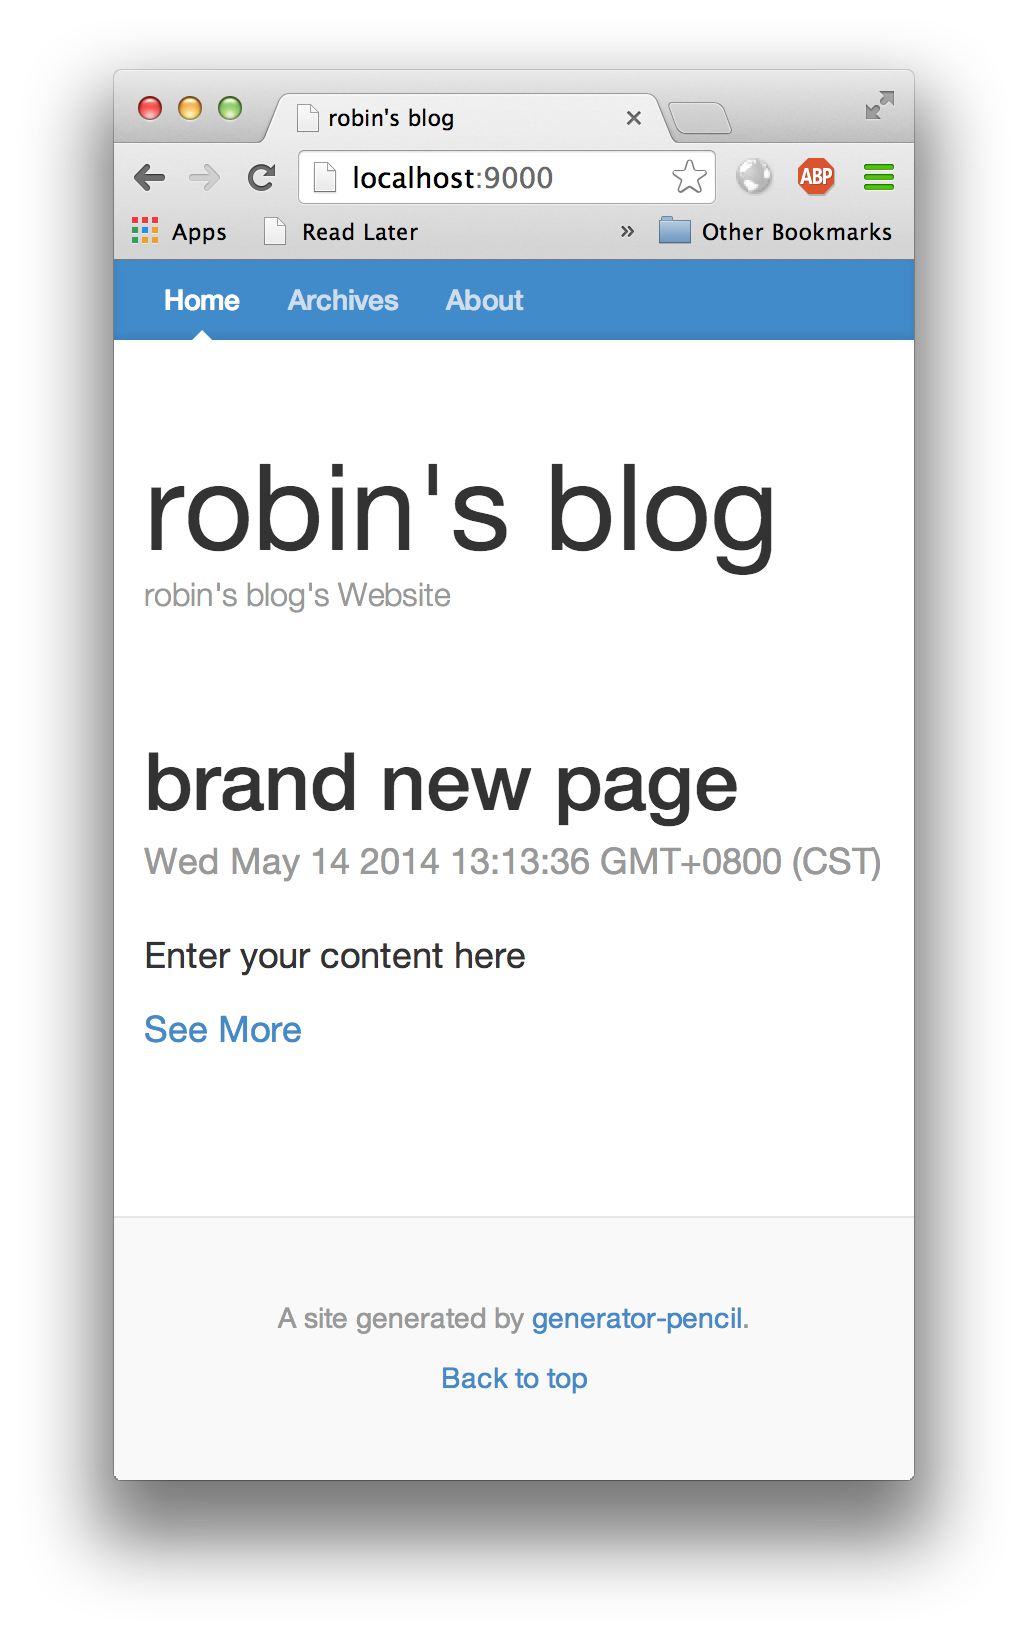 robin's blog
localhost:9000
ABP
Apps Read Later » Other Bookmarks
Home Archives About
robin's blog
robin's blog's Website
brand new page
Wed May 14 2014 13:13:36 GMT+0800 (CST)
Enter your content here
See More
A site generated by generator-pencil.
Back to top